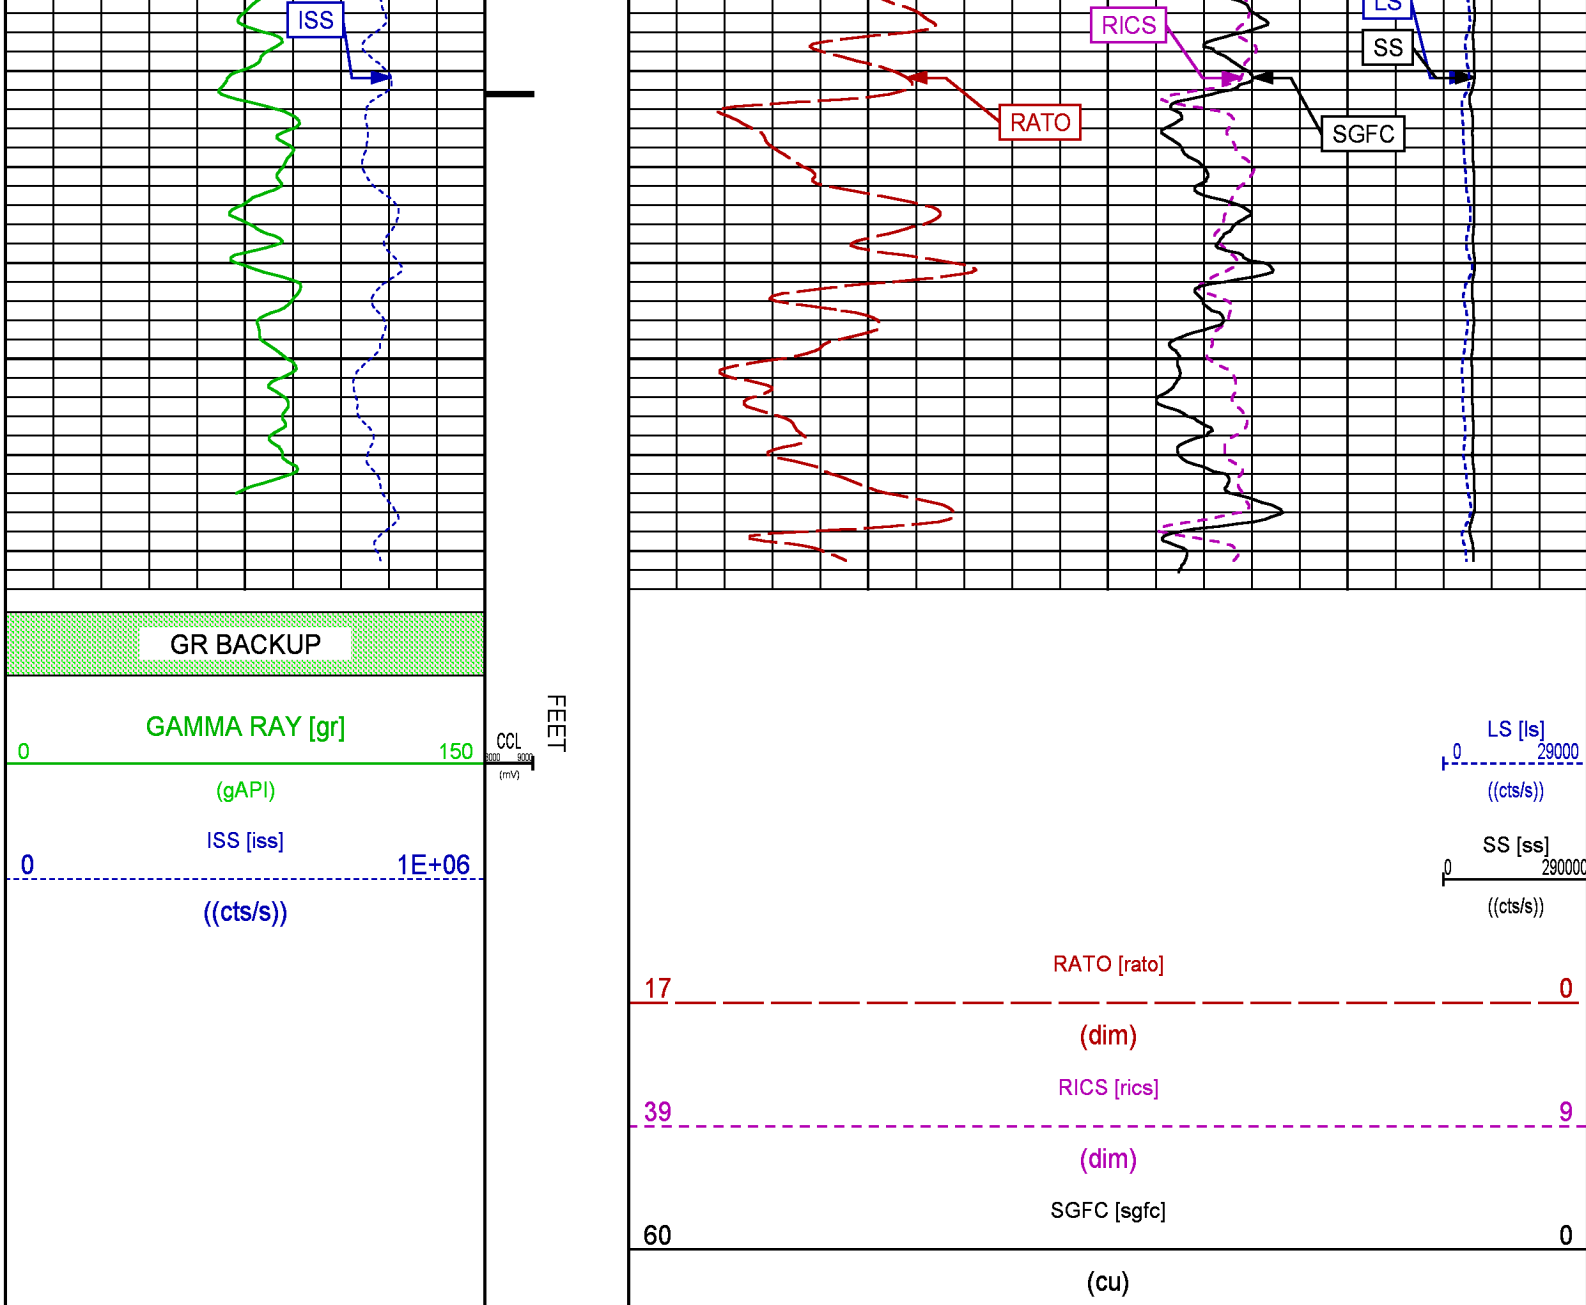 ISS
RICS
LS
SS
RATO
SGFC
GR BACKUP
GAMMA RAY [gr]
0 150
(gAPI)
ISS [iss]
0 1E+06
((cts/s))
FEET
CCL
9000
(mV)
LS [ls]
0 29000
((cts/s))
SS [ss]
0 290000
((cts/s))
RATO [rato]
17 0
(dim)
RICS [rics]
39 9
(dim)
SGFC [sgfc]
60 0
(cu)